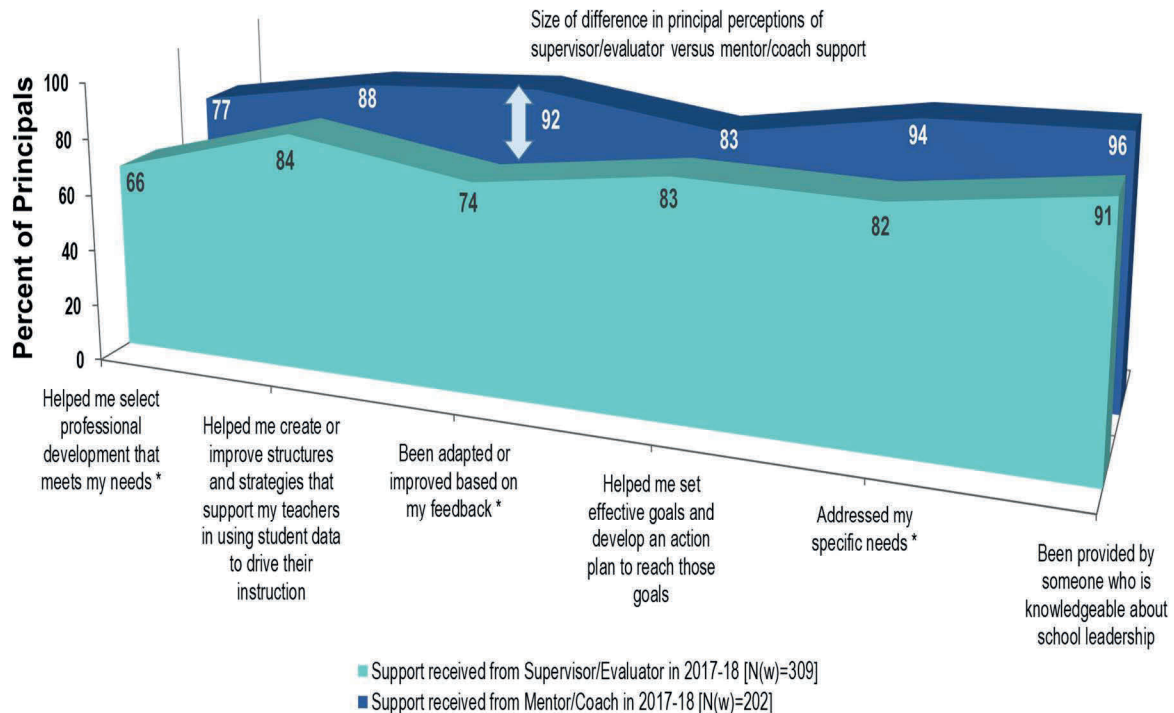 Size of difference in principal perceptions of
supervisor/evaluator versus mentor/coach support
Percent of Principals
100
80
60
40
20
0
77
88
92
83
94
96
66
84
74
83
82
91
Helped me select
professional
development that
meets my needs *
Helped me create or
improve structures
and strategies that
support my teachers
in using student data
to drive their
instruction
Been adapted or
improved based on
my feedback *
Helped me set
effective goals and
develop an action
plan to reach those
goals
Addressed my
specific needs *
Been provided by
someone who is
knowledgeable about
school leadership
Support received from Supervisor/Evaluator in 2017-18 [N(w)=309]
Support received from Mentor/Coach in 2017-18 [N(w)=202]